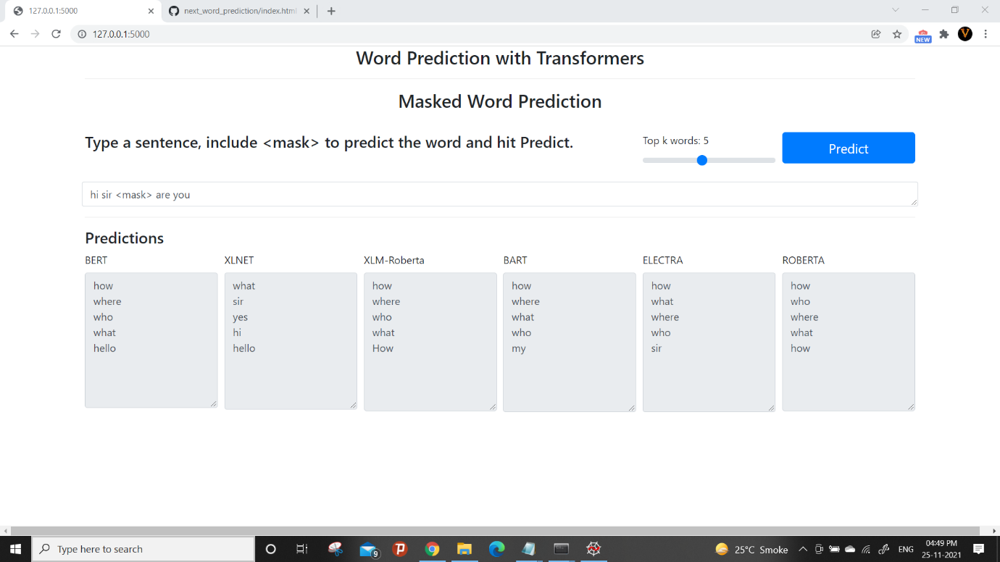 127.0.0.1:5000
next_word_prediction/index.html
127.0.0.1:5000
NEW
V
Word Prediction with Transformers
Masked Word Prediction
Type a sentence, include <mask> to predict the word and hit Predict.
Top k words: 5
Predict
hi sir <mask> are you
Predictions
BERT
how
where
who
what
hello
XLNET
what
sir
yes
hi
hello
XLM-Roberta
how
where
who
what
How
BART
how
where
what
who
my
ELECTRA
how
what
where
who
sir
ROBERTA
how
who
where
what
how
Type here to search
9
P
25°C Smoke
ENG
04:49 PM
25-11-2021